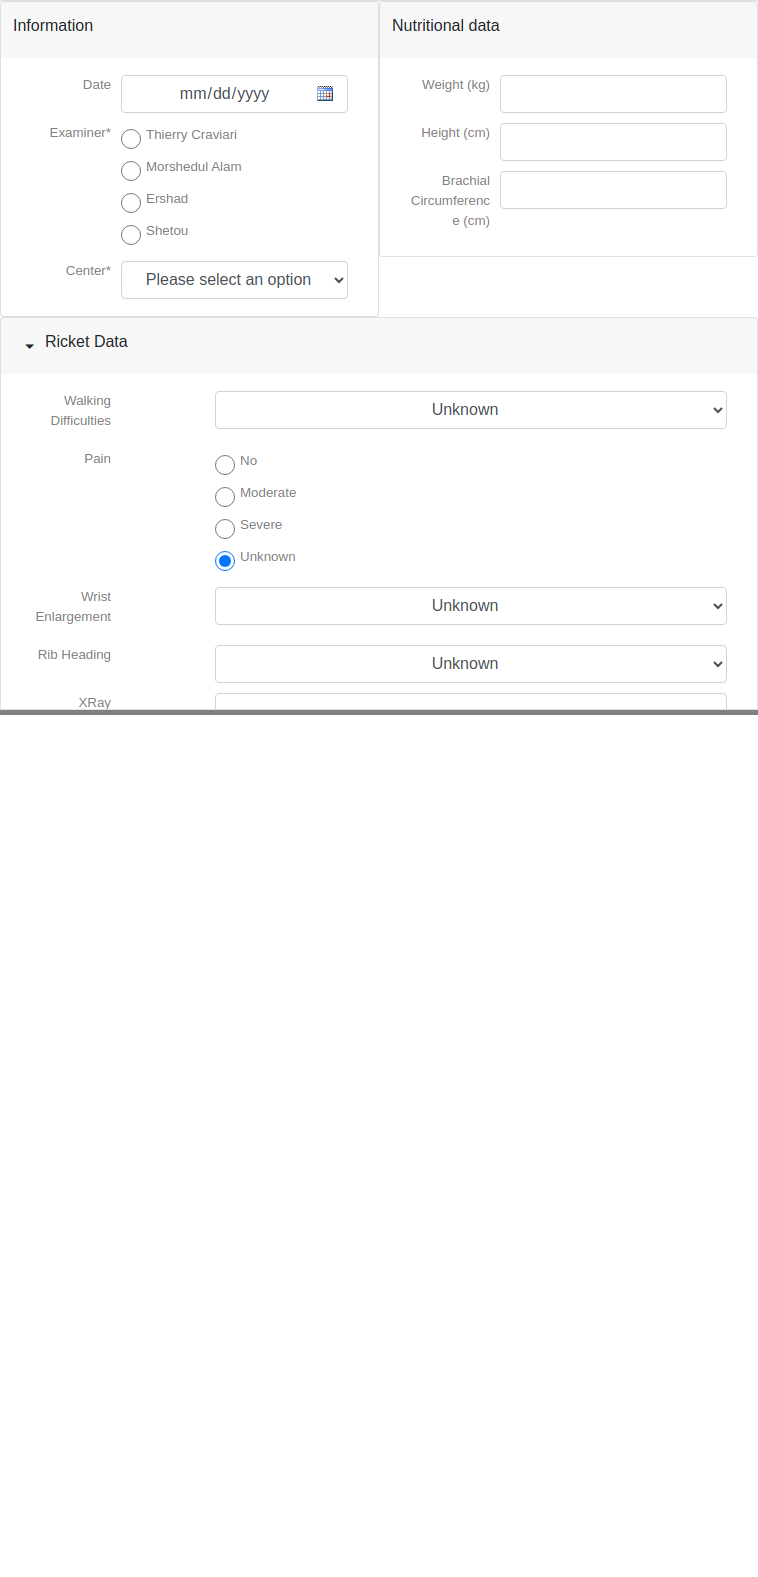 Information
Date
mm/dd/yyyy
Examiner*
Thierry Craviari
Morshedul Alam
Ershad
Shetou
Center*
Please select an option
Nutritional data
Weight (kg)
Height (cm)
Brachial
Circumferenc
e (cm)
Ricket Data
Walking
Difficulties
Unknown
Pain
No
Moderate
Severe
Unknown
Wrist
Enlargement
Unknown
Rib Heading
Unknown
XRay